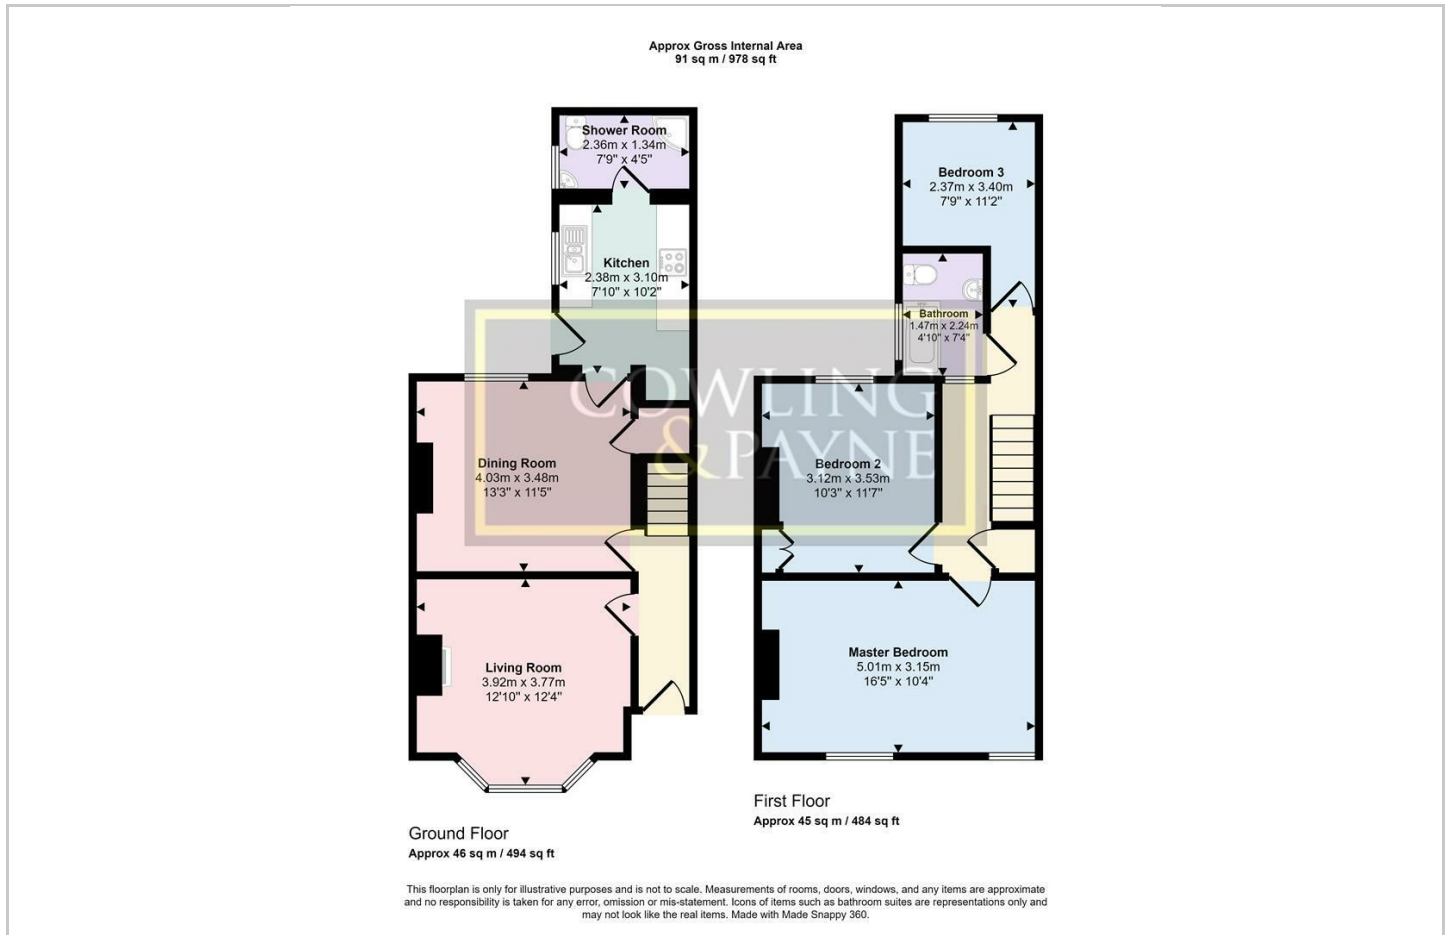 Approx Gross Internal Area
91 sq m / 978 sq ft
Shower Room
2.36m x 1.34m
7'9" x 4'5"
Kitchen
2.38m x 3.10m
7'10" x 10'2"
Dining Room
4.03m x 3.48m
13'3" x 11'5"
Living Room
3.92m x 3.77m
12'10" x 12'4"
Ground Floor
Approx 46 sq m / 494 sq ft
Bedroom 3
2.37m x 3.40m
7'9" x 11'2"
Bathroom
1.47m x 2.24m
4'10" x 7'4"
Bedroom 2
3.12m x 3.53m
10'3" x 11'7"
Master Bedroom
5.01m x 3.15m
16'5" x 10'4"
First Floor
Approx 45 sq m / 484 sq ft
COWLING
&PAYNE
This floorplan is only for illustrative purposes and is not to scale. Measurements of rooms, doors, windows, and any items are approximate
and no responsibility is taken for any error, omission or mis-statement. Icons of items such as bathroom suites are representations only and
may not look like the real items. Made with Made Snappy 360.